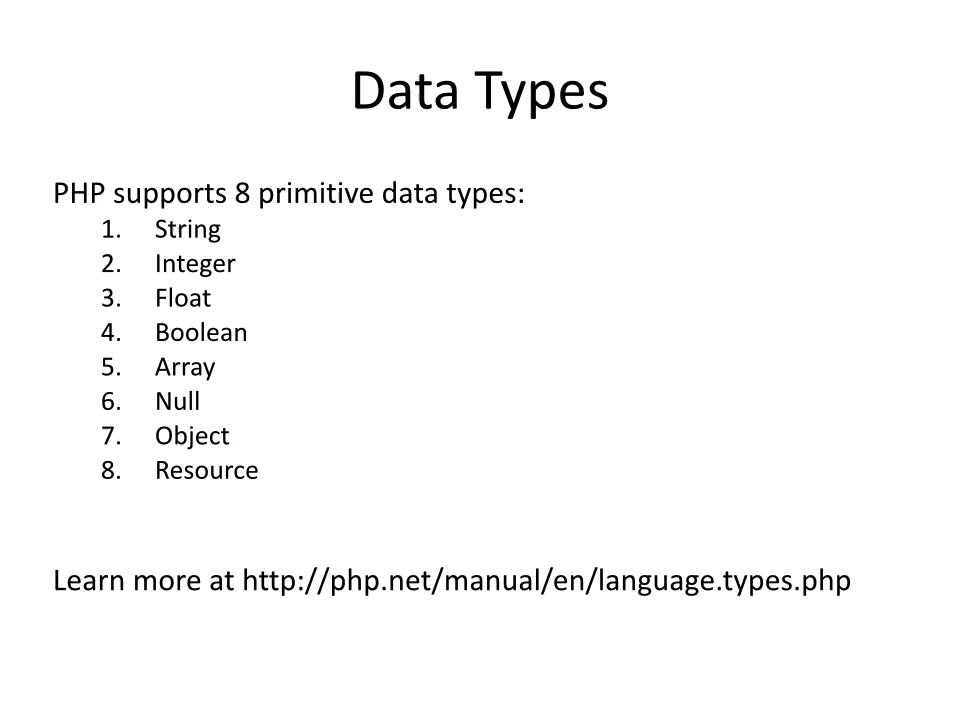 Data Types
PHP supports 8 primitive data types:
1. String
2. Integer
3. Float
4. Boolean
5. Array
6. Null
7. Object
8. Resource
Learn more at http://php.net/manual/en/language.types.php